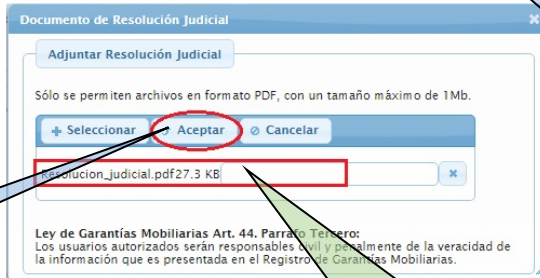 Documento de Resolución Judicial
Adjuntar Resolución Judicial
Sólo se permiten archivos en formato PDF, con un tamaño máximo de 1Mb.
+ Seleccionar Aceptar Cancelar
Resolucion_judicial.pdf27.3 KB
Ley de Garantías Mobiliarias Art. 44. Parrafo Tercero:
Los usuarios autorizados serán responsables civil y penalmente de la veracidad de
la información que es presentada en el Registro de Garantías Mobiliarias.